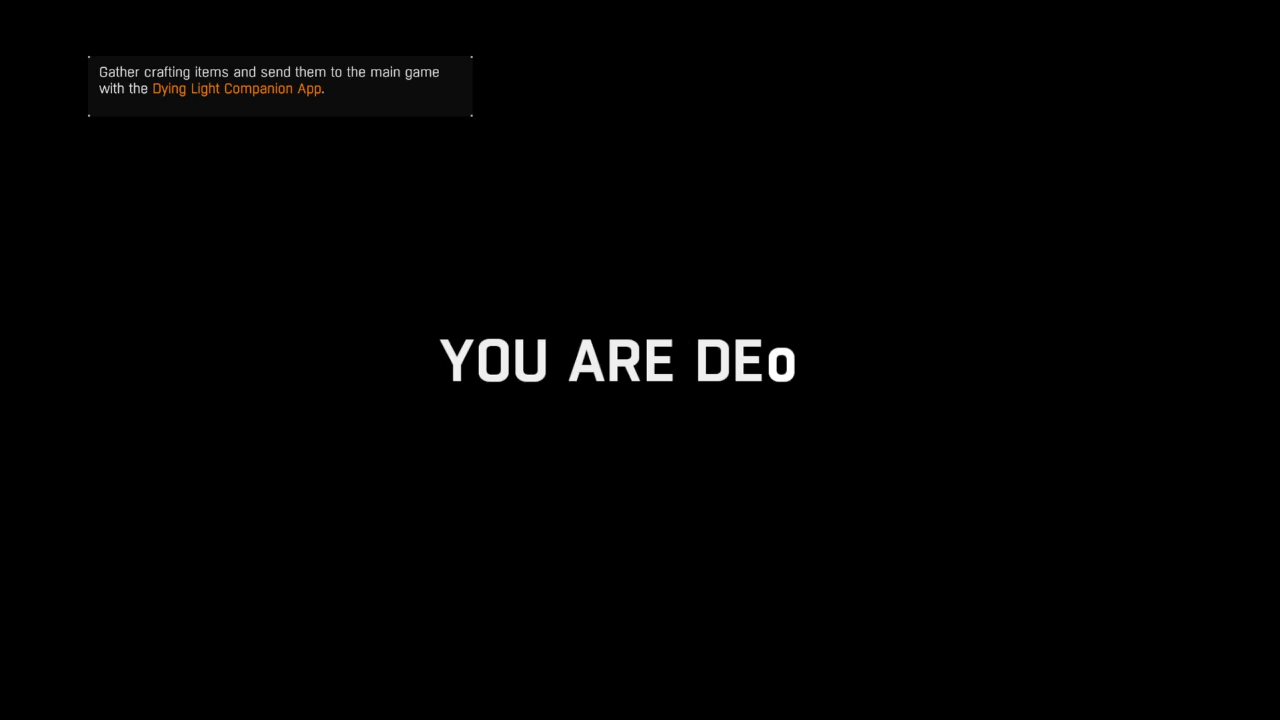 Gather crafting items and send them to the main game
with the Dying Light Companion App.
YOU ARE DEo